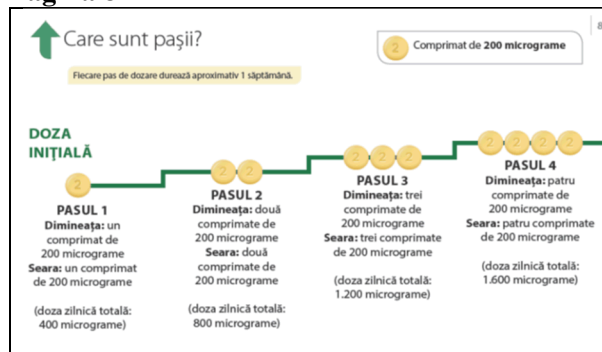 Care sunt pașii?
2 Comprimat de 200 micrograme
Fiecare pas de dozare durează aproximativ 1 săptămână.
DOZA
INIȚIALĂ
2
PASUL 1
Dimineața: un
comprimat de
200 micrograme
Seara: un comprimat
de 200 micrograme
(doza zilnică totală:
400 micrograme)
2 2
PASUL 2
Dimineața: două
comprimate de
200 micrograme
Seara: două
comprimate de
200 micrograme
(doza zilnică totală:
800 micrograme)
2 2 2
PASUL 3
Dimineața: trei
comprimate de
200 micrograme
Seara: trei comprimate
de 200 micrograme
(doza zilnică totală:
1.200 micrograme)
2 2 2 2
PASUL 4
Dimineața: patru
comprimate de
200 micrograme
Seara: patru comprimate
de 200 micrograme
(doza zilnică totală:
1.600 micrograme)